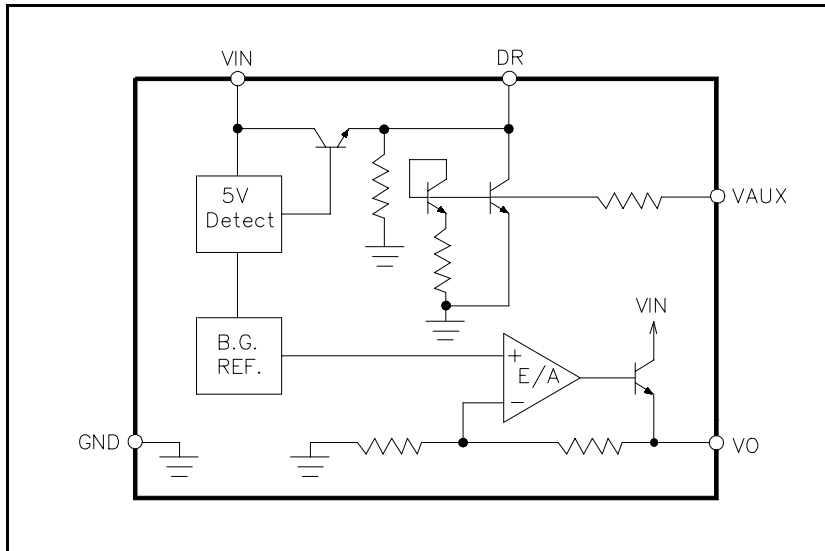 VIN
DR
5V
Detect
VAUX
B.G.
REF.
VIN
+
E/A
−
GND
VO